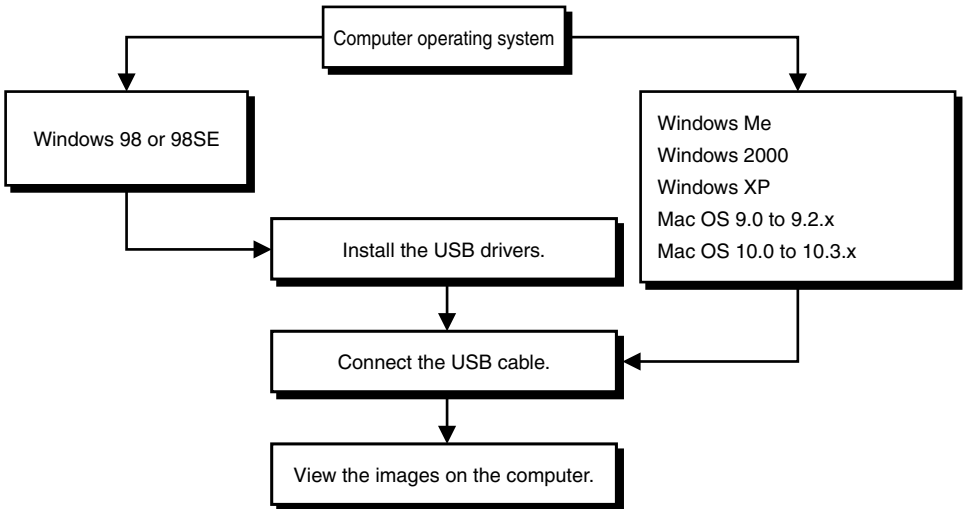 Computer operating system
Windows 98 or 98SE
Windows Me
Windows 2000
Windows XP
Mac OS 9.0 to 9.2.x
Mac OS 10.0 to 10.3.x
Install the USB drivers.
Connect the USB cable.
View the images on the computer.